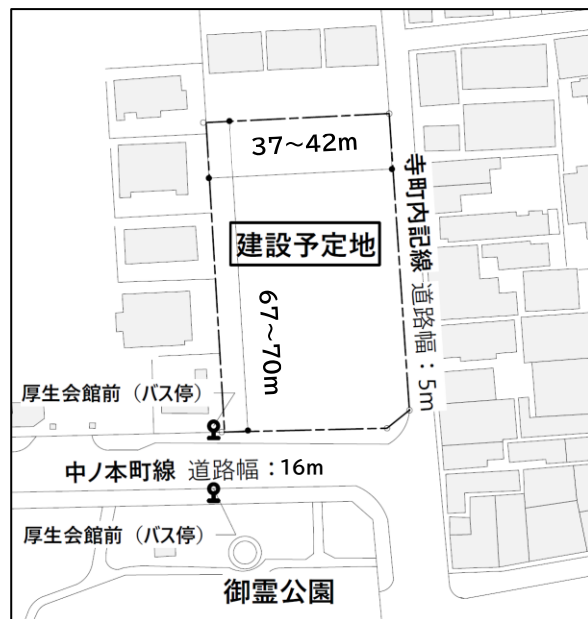 37～42m
建設予定地
寺町内記線 道路幅：5m
67～70m
厚生会館前（バス停）
中ノ本町線 道路幅：16m
厚生会館前（バス停）
御霊公園